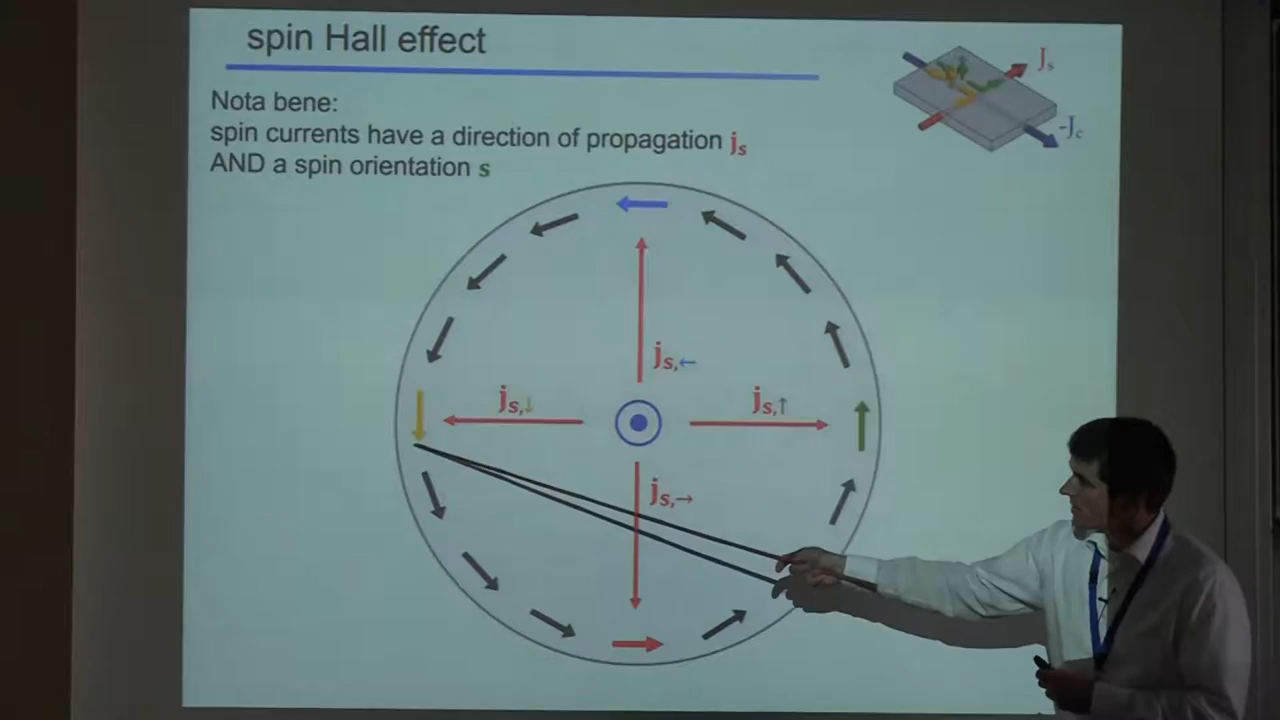 spin Hall effect
Nota bene:
spin currents have a direction of propagation js
AND a spin orientation s
Js
-Jc
js,←
js,↓
js,↑
js,→